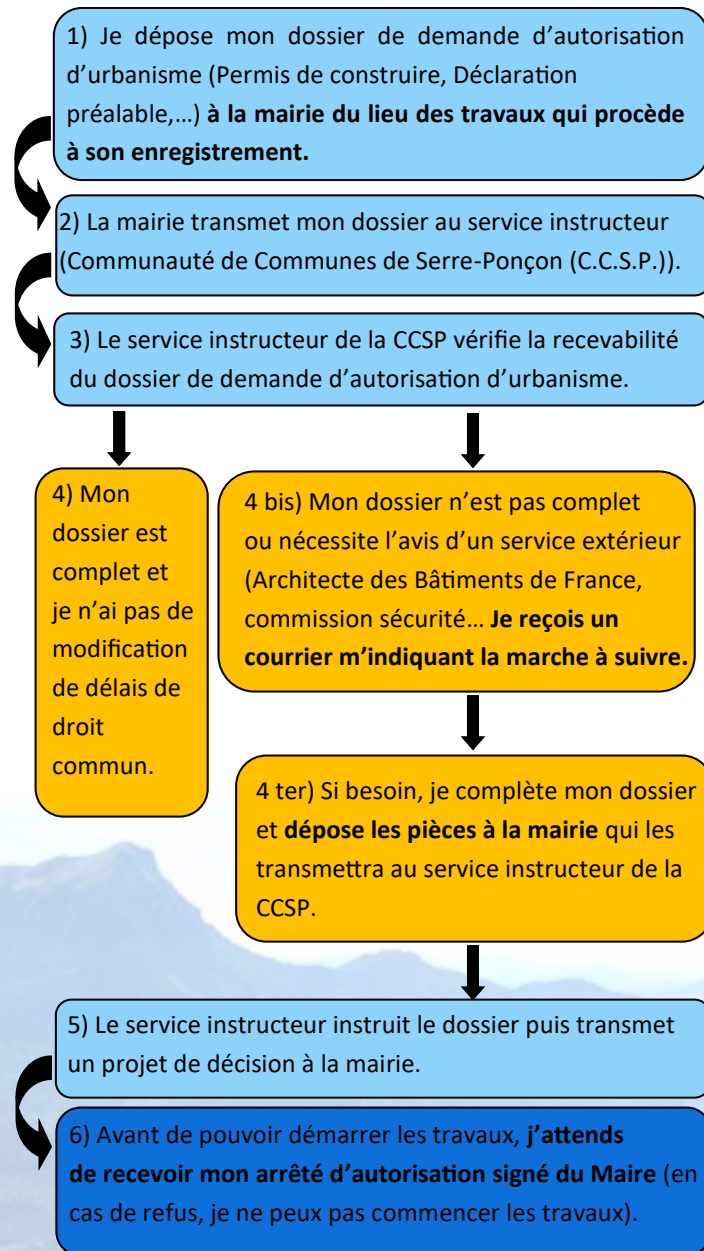 1) Je dépose mon dossier de demande d’autorisation
d’urbanisme (Permis de construire, Déclaration
préalable,…) à la mairie du lieu des travaux qui procède
à son enregistrement.
2) La mairie transmet mon dossier au service instructeur
(Communauté de Communes de Serre-Ponçon (C.C.S.P.)).
3) Le service instructeur de la CCSP vérifie la recevabilité
du dossier de demande d’autorisation d’urbanisme.
4) Mon
dossier est
complet et
je n’ai pas de
modification
de délais de
droit
commun.
4 bis) Mon dossier n’est pas complet
ou nécessite l’avis d’un service extérieur
(Architecte des Bâtiments de France,
commission sécurité… Je reçois un
courrier m’indiquant la marche à suivre.
4 ter) Si besoin, je complète mon dossier
et dépose les pièces à la mairie qui les
transmettra au service instructeur de la
CCSP.
5) Le service instructeur instruit le dossier puis transmet
un projet de décision à la mairie.
6) Avant de pouvoir démarrer les travaux, j’attends
de recevoir mon arrêté d’autorisation signé du Maire (en
cas de refus, je ne peux pas commencer les travaux).